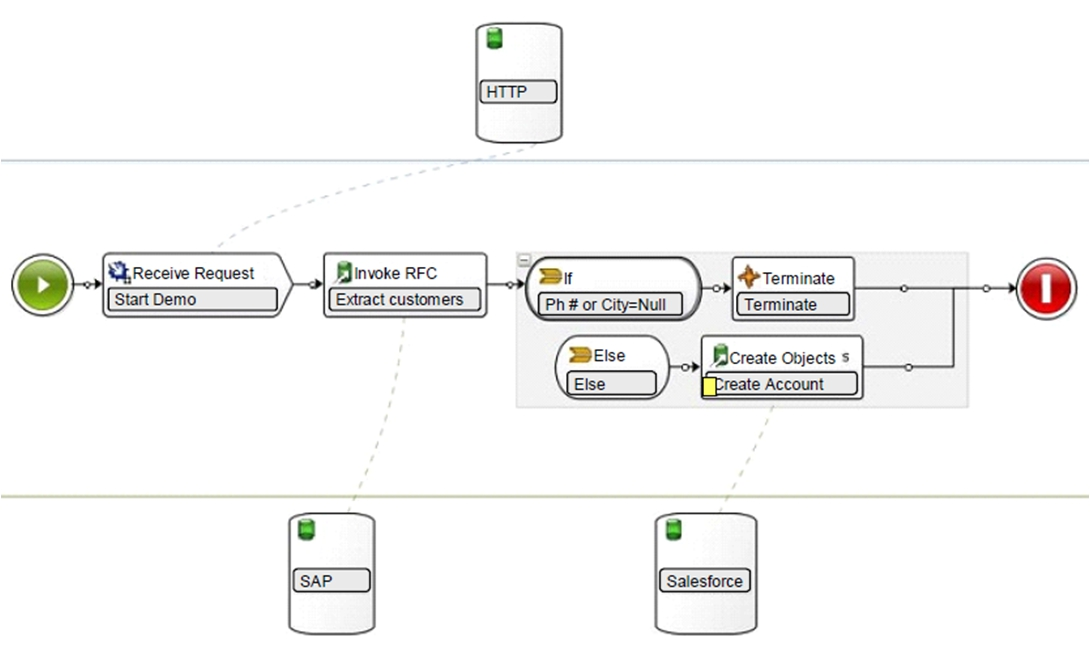 HTTP
Receive Request
Start Demo
Invoke RFC
Extract customers
If
Ph # or City=Null
Terminate
Terminate
Else
Else
Create Objects s
Create Account
SAP
Salesforce